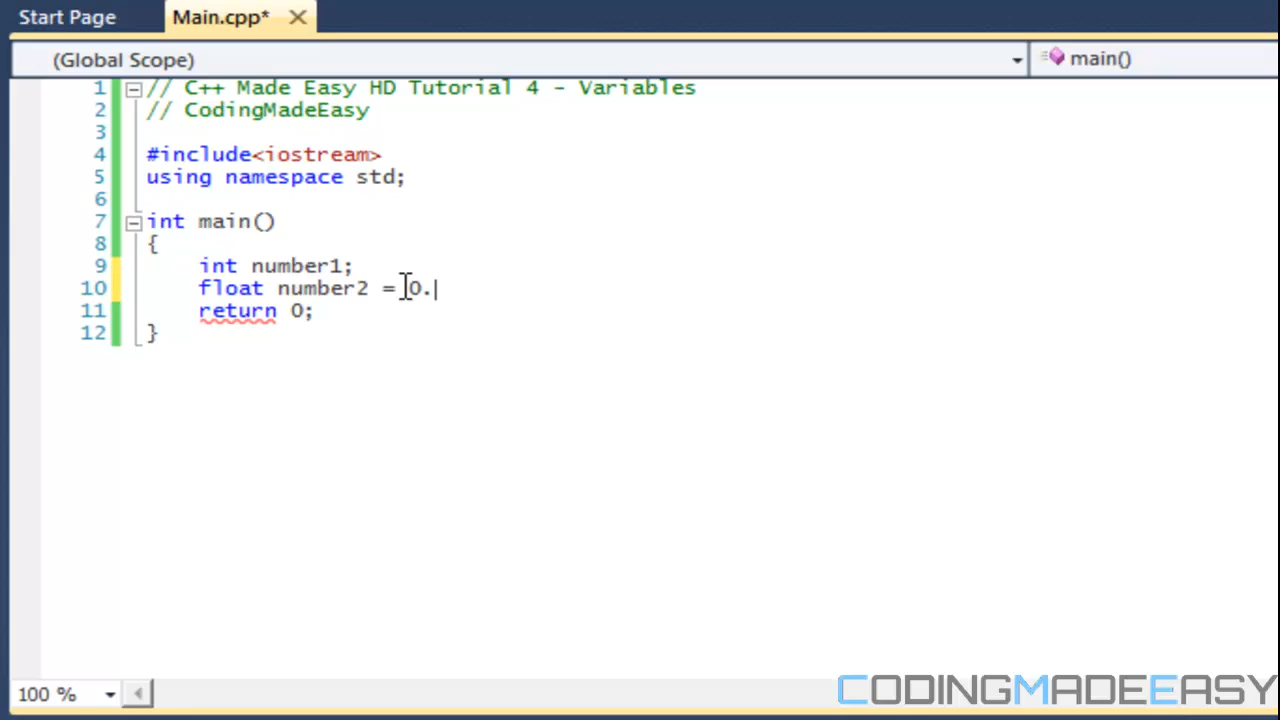 Start Page Main.cpp*
(Global Scope) main()
1 // C++ Made Easy HD Tutorial 4 - Variables
2 // CodingMadeEasy
3
4 #include<iostream>
5 using namespace std;
6
7 int main()
8 {
9 int number1;
10 float number2 = 0.
11 return 0;
12 }
100 %
CODINGMADEEASY